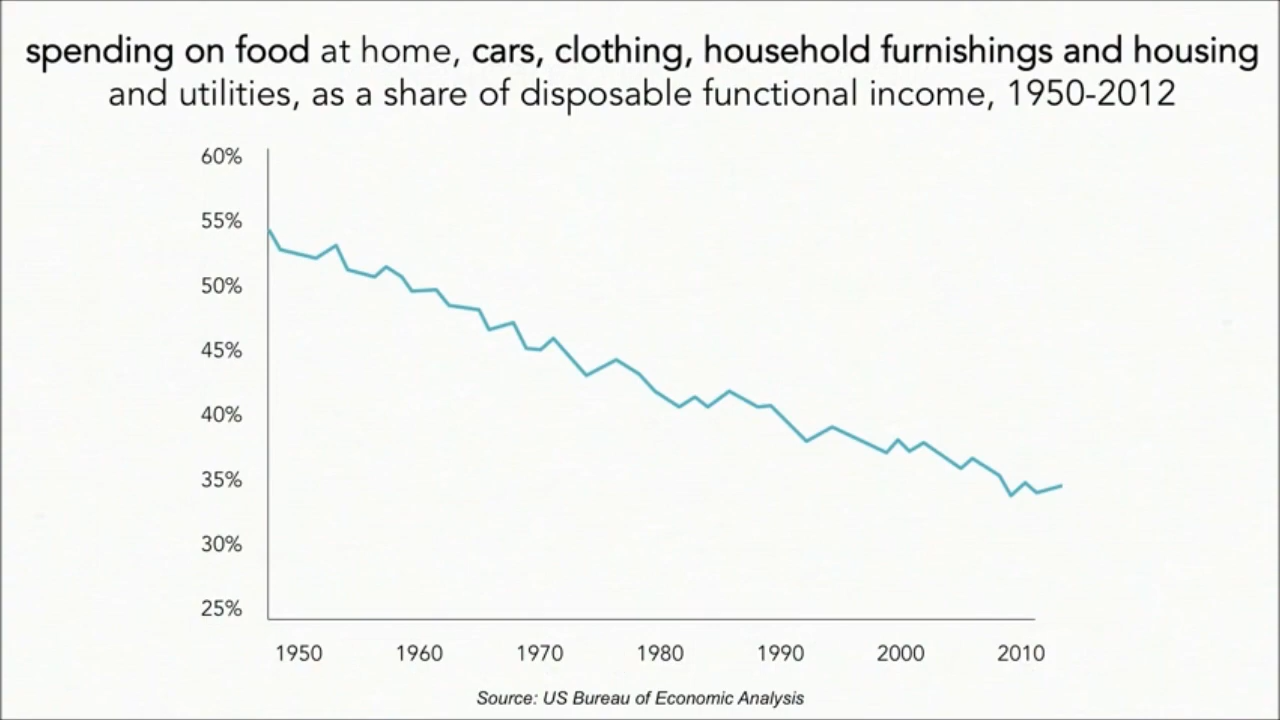 spending on food at home, cars, clothing, household furnishings and housing
and utilities, as a share of disposable functional income, 1950-2012
60%
55%
50%
45%
40%
35%
30%
25%
1950 1960 1970 1980 1990 2000 2010
Source: US Bureau of Economic Analysis